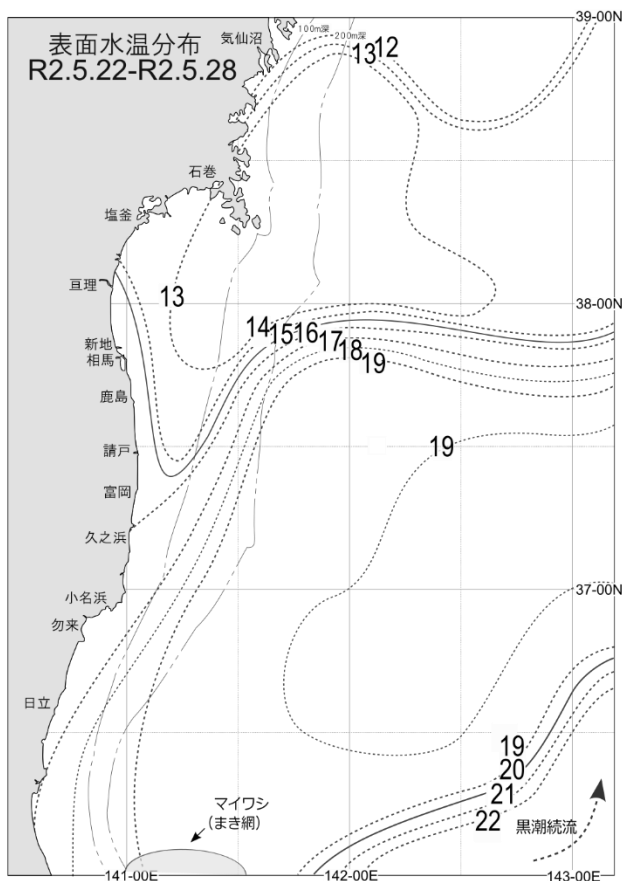 表面水温分布
R2.5.22-R2.5.28
気仙沼
100m深
200m深
39-00N
13
12
石巻
塩釜
亘理
13
38-00N
新地
相馬
14
15
16
17
18
19
鹿島
請戸
19
富岡
久之浜
小名浜
37-00N
勿来
日立
19
20
21
22
マイワシ
(まき網)
黒潮続流
141-00E
142-00E
143-00E